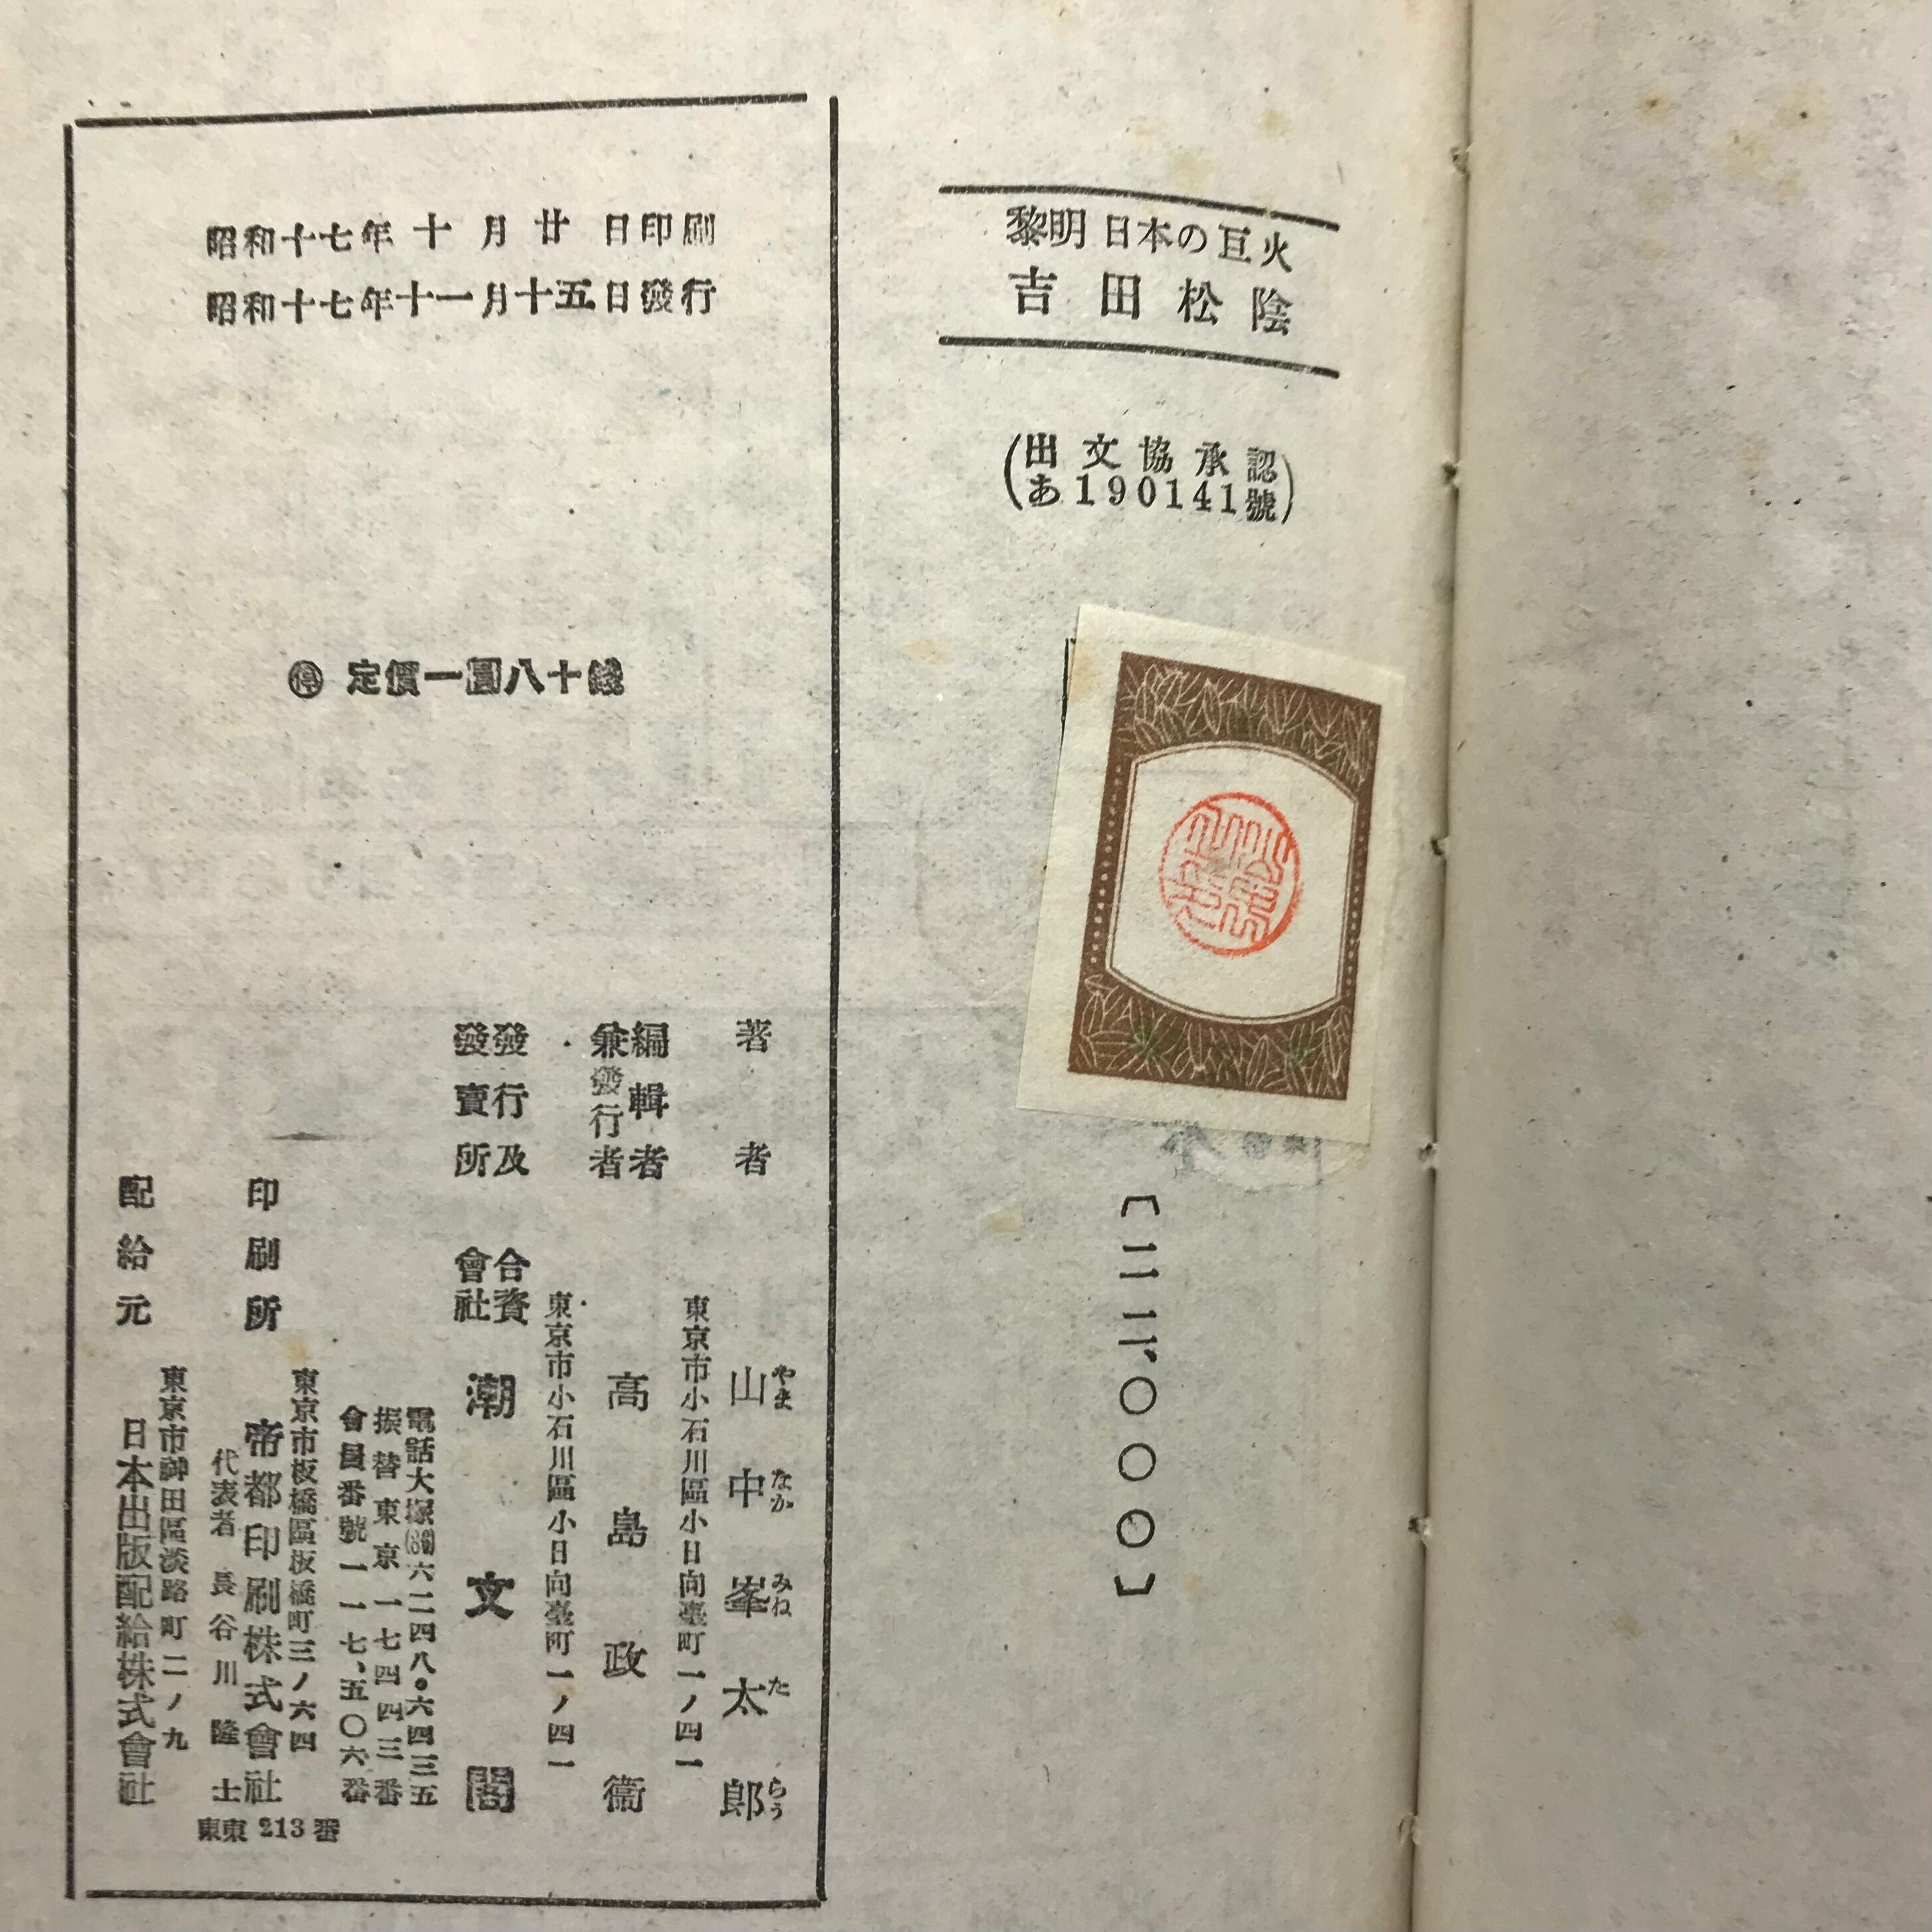 黎明日本の巨火
吉田松陰
(出文協承認
あ190141號)
〔二二、〇〇〇〕
昭和十七年十月廿日印刷
昭和十七年十一月十五日發行
停 定價一圓八十錢
著者 山中峯太郎
やま なか みね た らう
東京市小石川區小日向臺町一ノ四一
編輯者
兼發行者 高島政衞
東京市小石川區小日向臺町一ノ四一
發行及
發賣所 合資會社 潮文閣
電話大塚(86)六二四八・六四三五
振替東京一七四四三番
會員番號一一七、五〇六番
東京市板橋區板橋町三ノ六四
印刷所 帝都印刷株式會社
代表者 長谷川隆士
東東213番
東京市神田區淡路町二ノ九
配給元 日本出版配給株式會社